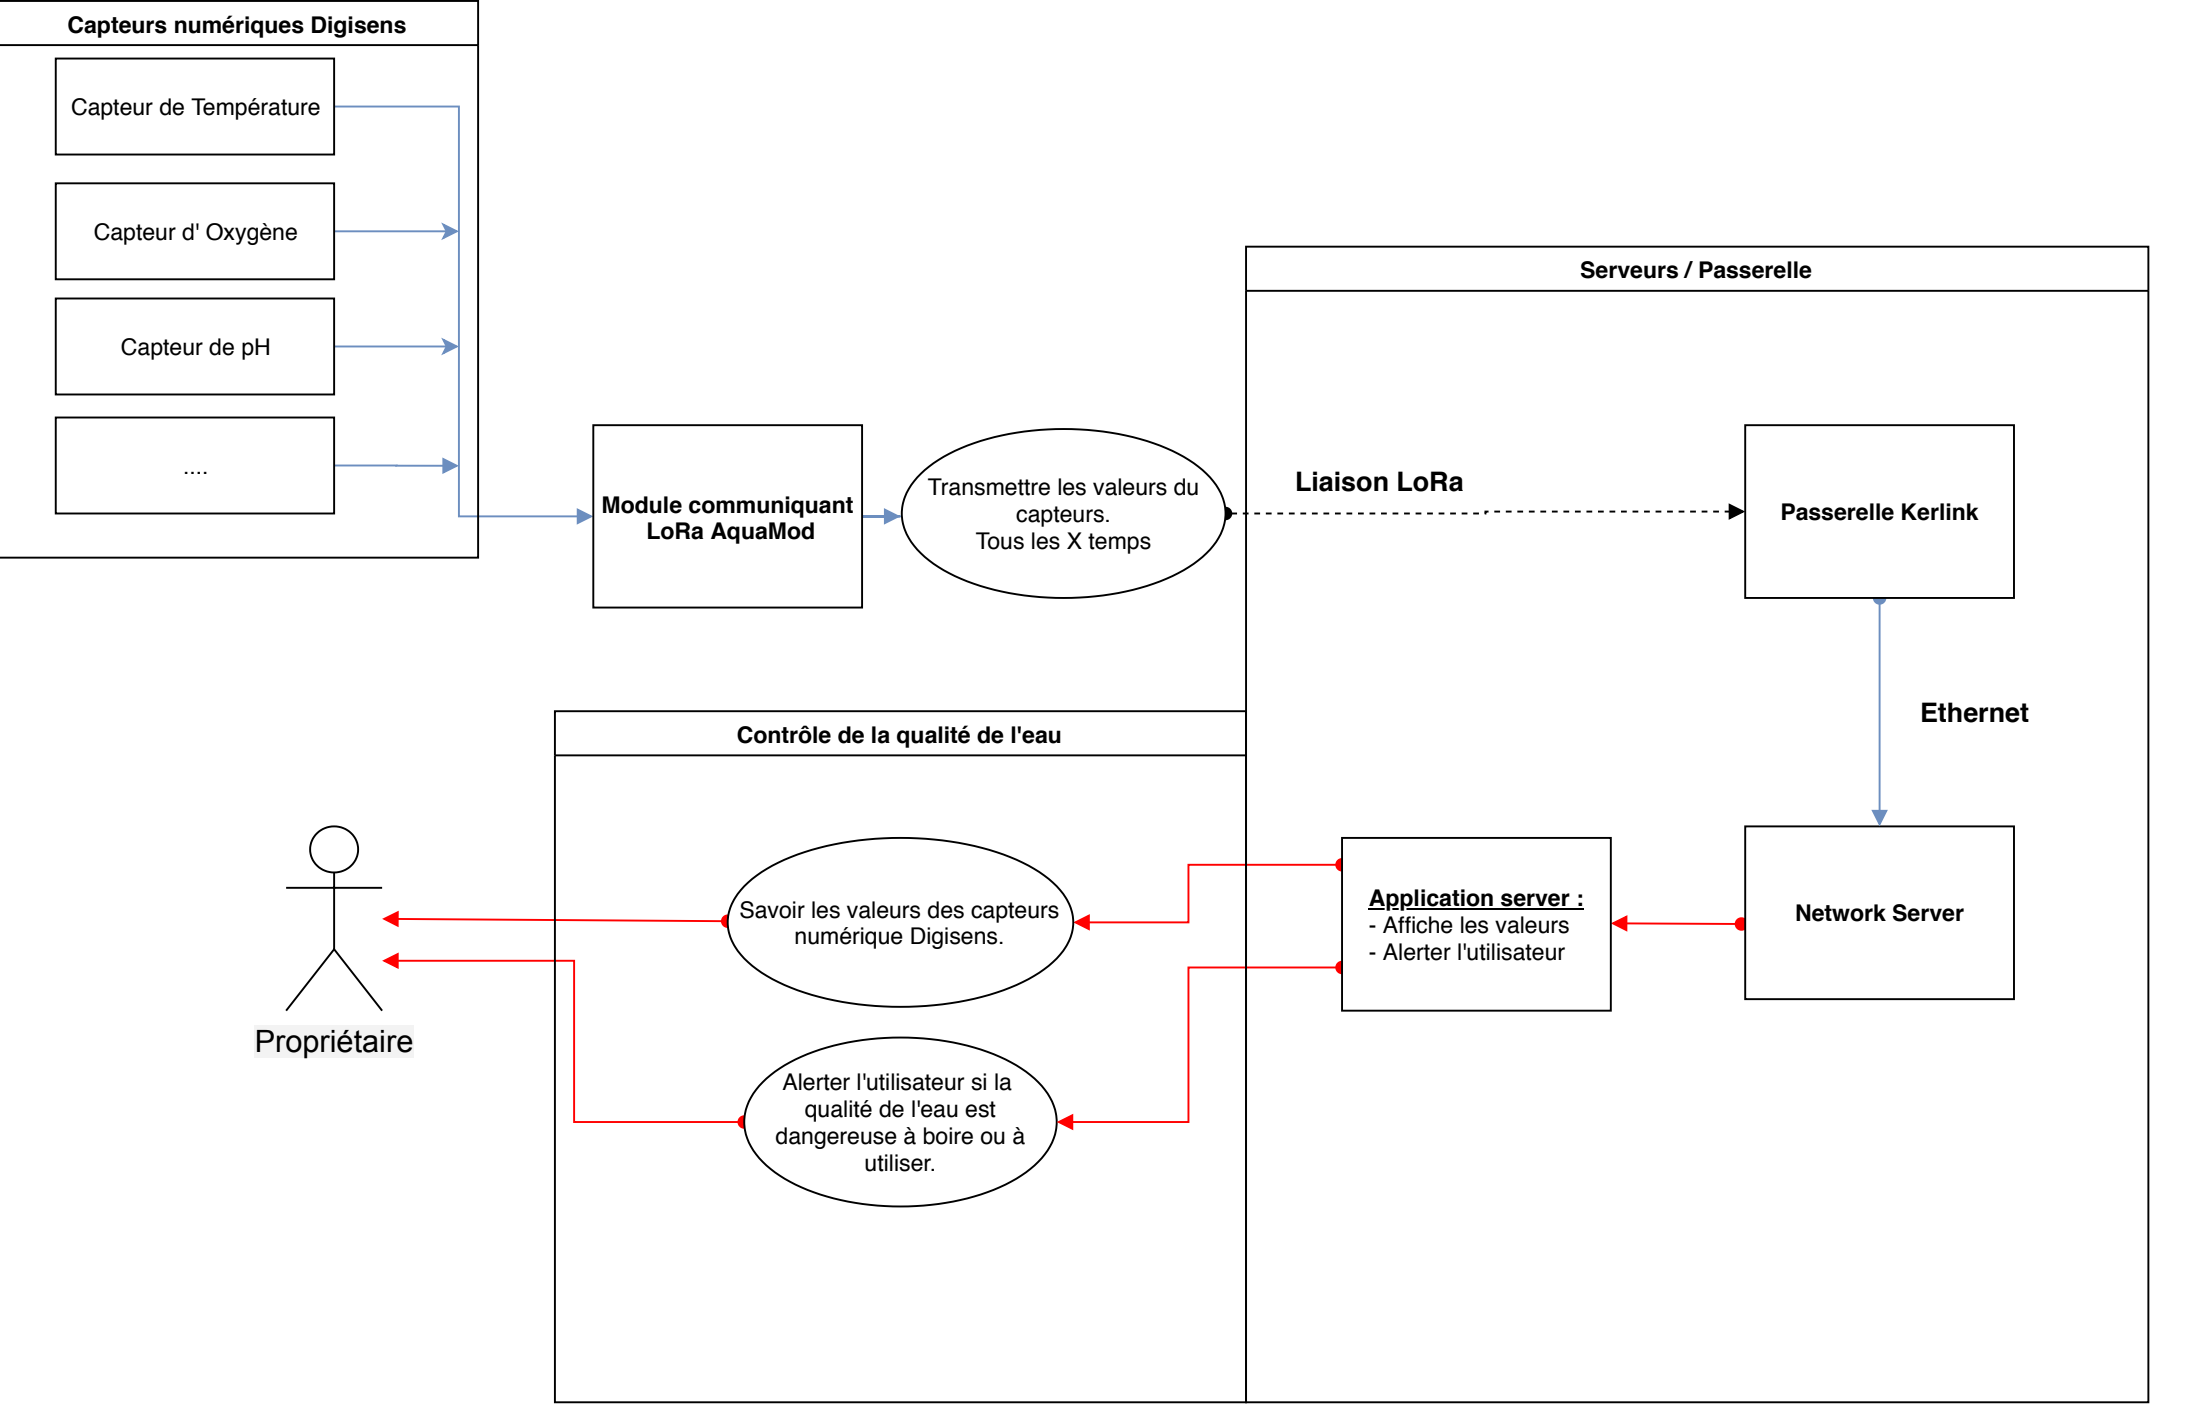 Capteurs numériques Digisens
Capteur de Température
Capteur d' Oxygène
Capteur de pH
....
Module communiquant
LoRa AquaMod
Transmettre les valeurs du
capteurs.
Tous les X temps
Serveurs / Passerelle
Liaison LoRa
Passerelle Kerlink
Ethernet
Network Server
Application server :
- Affiche les valeurs
- Alerter l'utilisateur
Contrôle de la qualité de l'eau
Savoir les valeurs des capteurs
numérique Digisens.
Alerter l'utilisateur si la
qualité de l'eau est
dangereuse à boire ou à
utiliser.
Propriétaire